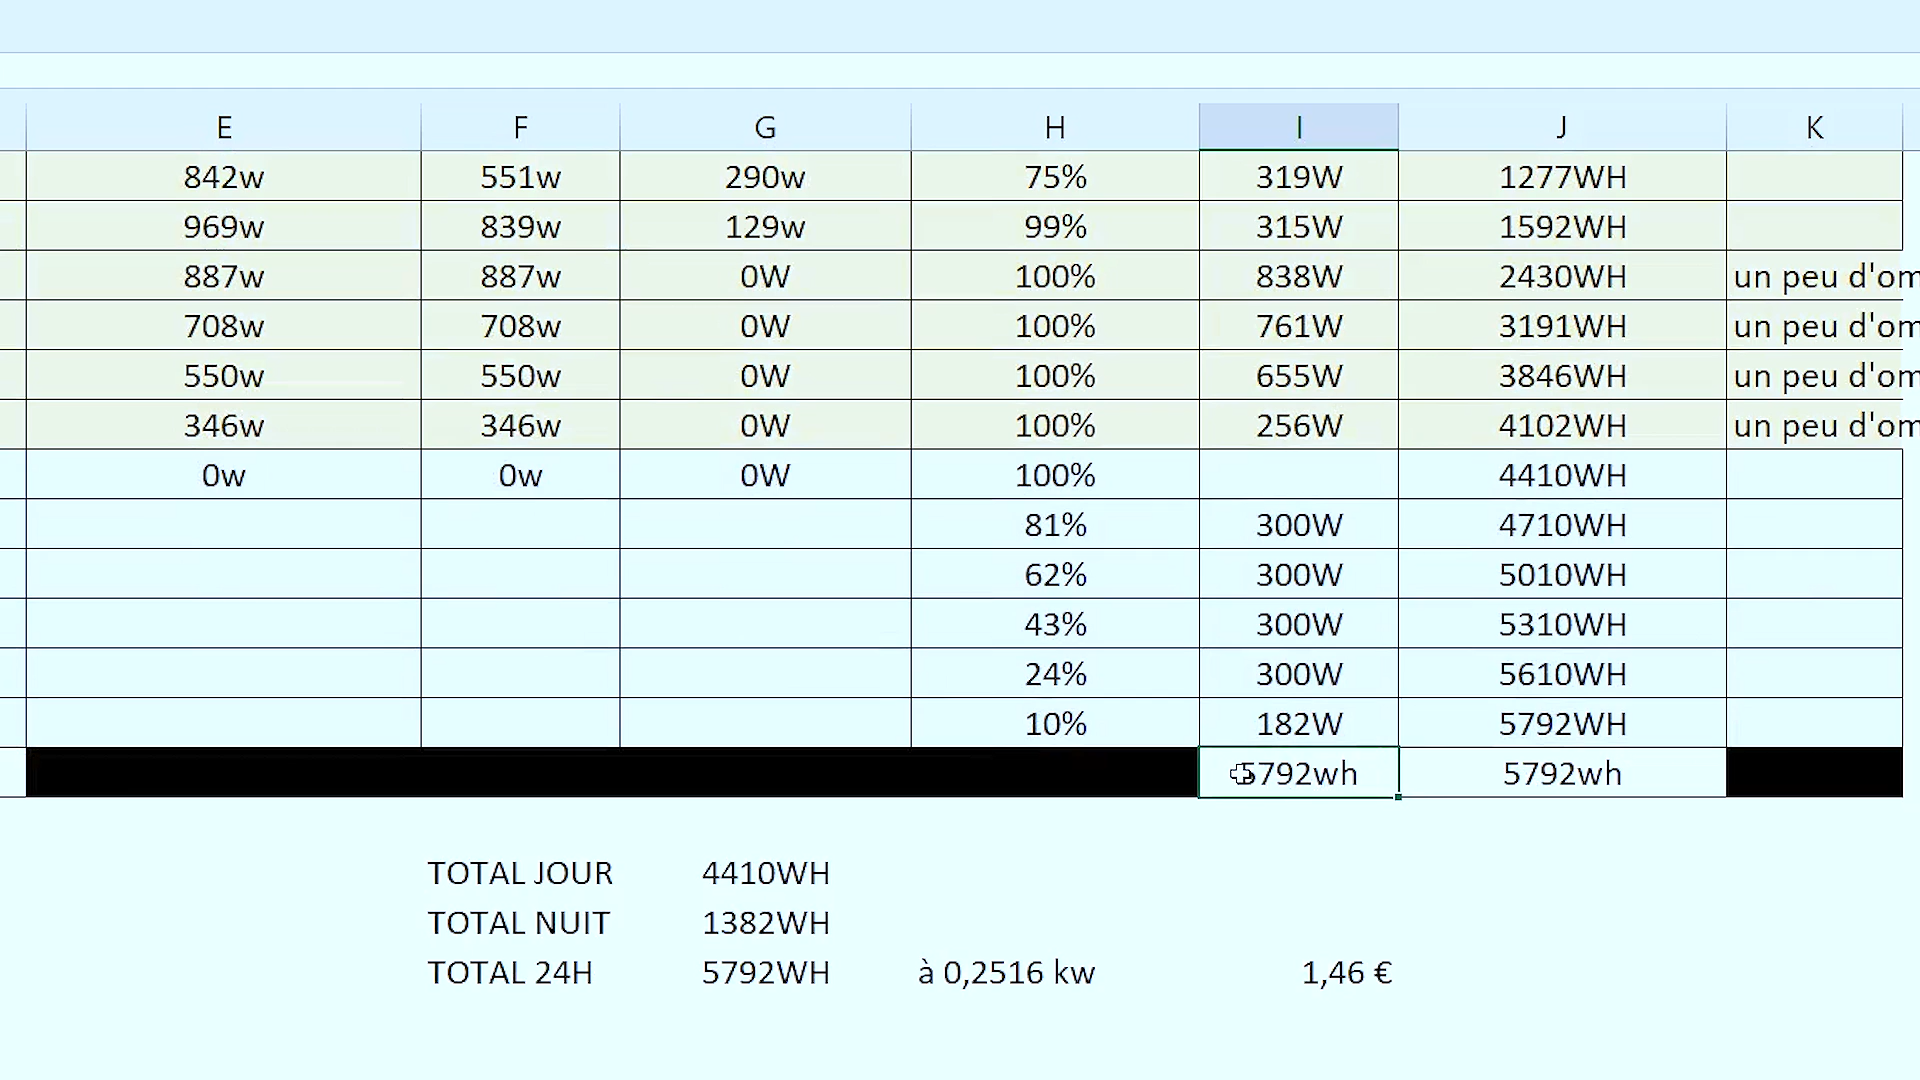 E F G H I J K
842w 551w 290w 75% 319W 1277WH
969w 839w 129w 99% 315W 1592WH
887w 887w 0W 100% 838W 2430WH un peu d'om
708w 708w 0W 100% 761W 3191WH un peu d'om
550w 550w 0W 100% 655W 3846WH un peu d'om
346w 346w 0W 100% 256W 4102WH un peu d'om
0w 0w 0W 100% 4410WH
81% 300W 4710WH
62% 300W 5010WH
43% 300W 5310WH
24% 300W 5610WH
10% 182W 5792WH
5792wh 5792wh
TOTAL JOUR 4410WH
TOTAL NUIT 1382WH
TOTAL 24H 5792WH à 0,2516 kw 1,46 €